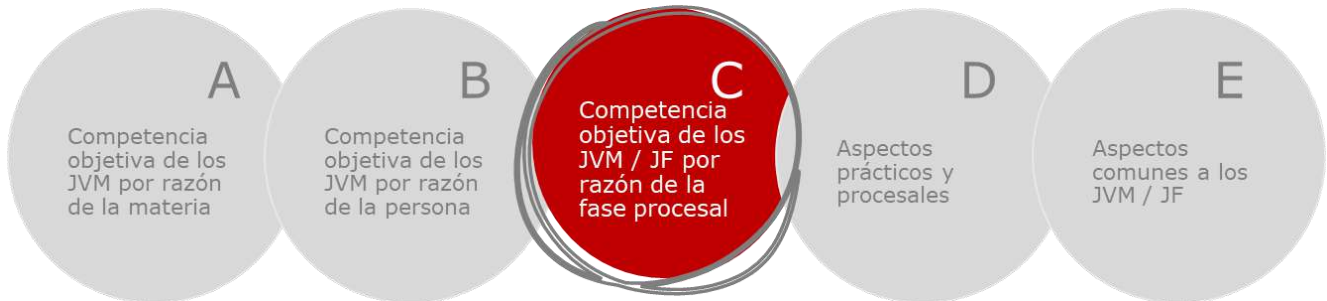 A
Competencia
objetiva de los
JVM por razón
de la materia
B
Competencia
objetiva de los
JVM por razón
de la persona
C
Competencia
objetiva de los
JVM / JF por
razón de la
fase procesal
D
Aspectos
prácticos y
procesales
E
Aspectos
comunes a los
JVM / JF